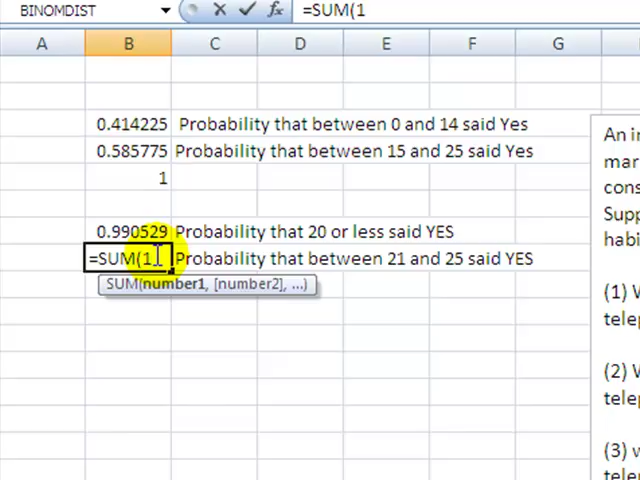 BINOMDIST =SUM(1
A B C D E F G
0.414225 Probability that between 0 and 14 said Yes
0.585775 Probability that between 15 and 25 said Yes
1
0.990529 Probability that 20 or less said YES
=SUM(1 Probability that between 21 and 25 said YES
SUM(number1, [number2], ...)
An i
mar
cons
Supp
habi
(1) W
telep
(2) W
telep
(3) w
telep